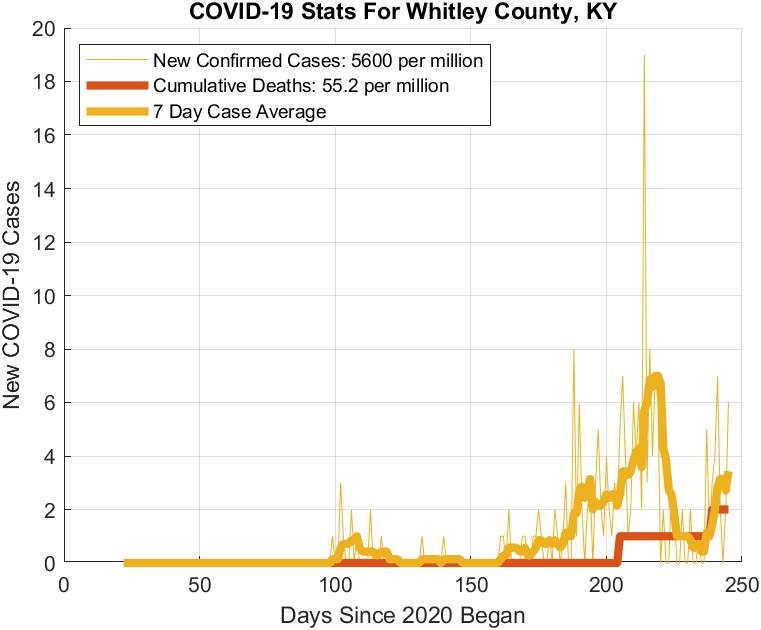 COVID-19 Stats For Whitley County, KY
New Confirmed Cases: 5600 per million
Cumulative Deaths: 55.2 per million
7 Day Case Average
New COVID-19 Cases
20
18
16
14
12
10
8
6
4
2
0
0 50 100 150 200 250
Days Since 2020 Began